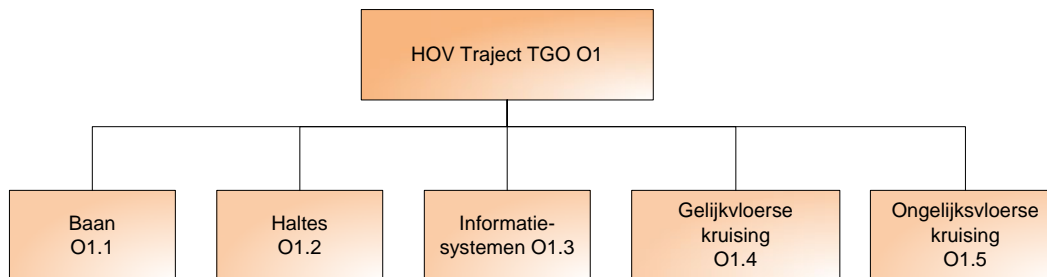 HOV Traject TGO O1
Baan
O1.1
Haltes
O1.2
Informatie-
systemen O1.3
Gelijkvloerse
kruising
O1.4
Ongelijksvloerse
kruising
O1.5